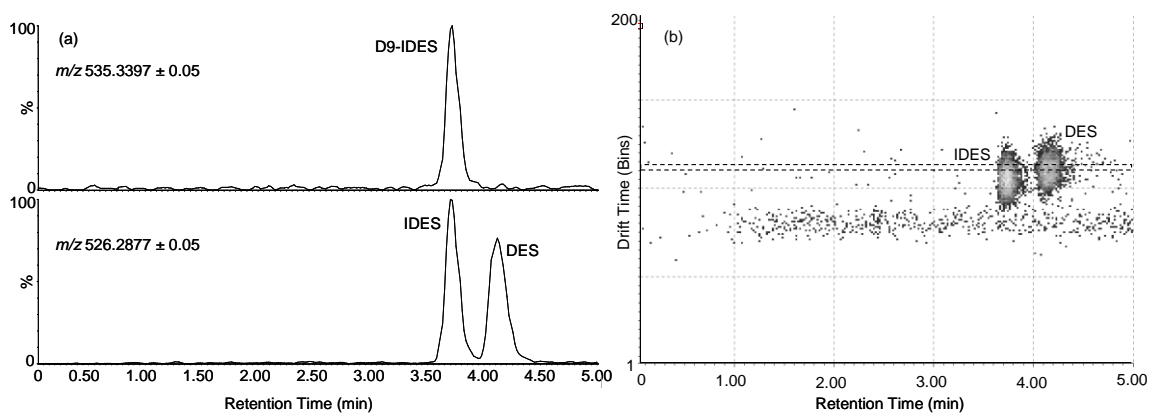 (a)
100
%
0
D9-IDES
m/z 535.3397 ± 0.05
100
%
0
IDES
DES
m/z 526.2877 ± 0.05
0 0.50 1.00 1.50 2.00 2.50 3.00 3.50 4.00 4.50 5.00
Retention Time (min)
(b)
200
Drift Time (Bins)
1
IDES
DES
0 1.00 2.00 3.00 4.00 5.00
Retention Time (min)